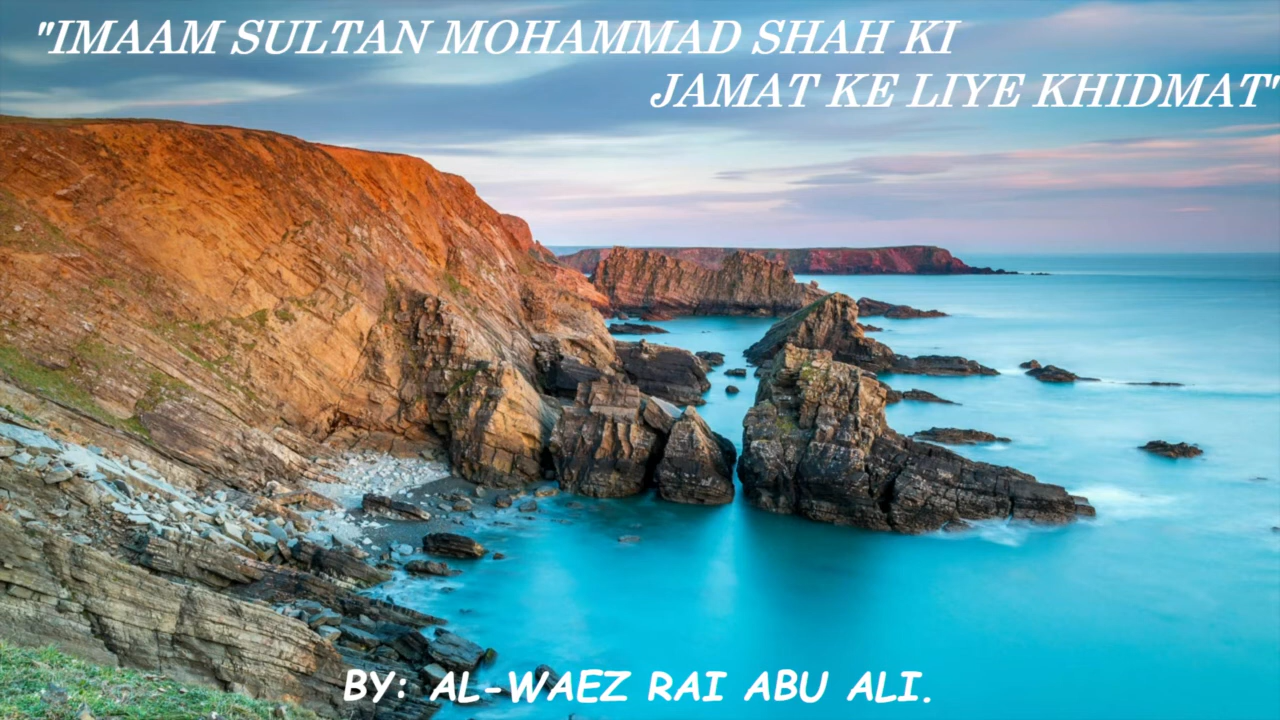 "IMAAM SULTAN MOHAMMAD SHAH KI
JAMAT KE LIYE KHIDMAT"
BY: AL-WAEZ RAI ABU ALI.